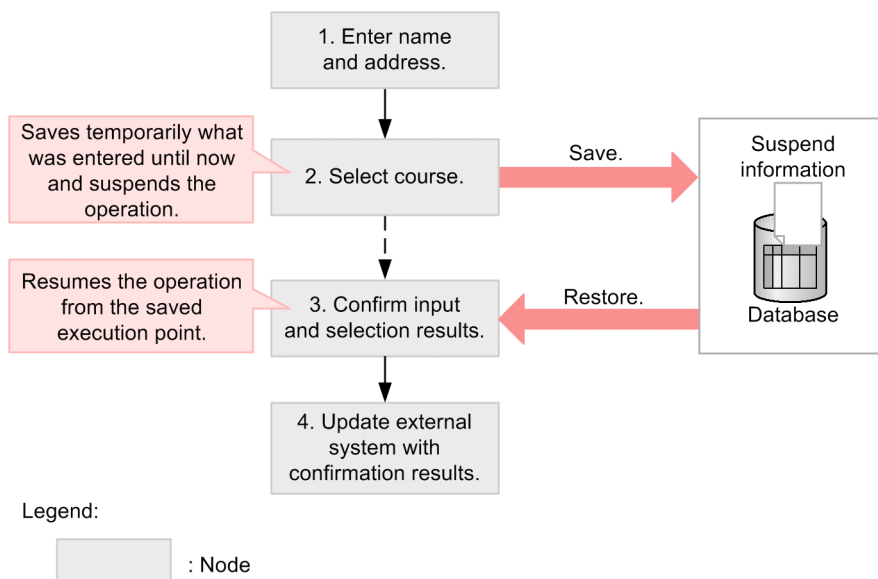 1. Enter name
and address.
Saves temporarily what
was entered until now
and suspends the
operation.
2. Select course.
Save.
Suspend
information
Database
Resumes the operation
from the saved
execution point.
3. Confirm input
and selection results.
Restore.
4. Update external
system with
confirmation results.
Legend:
: Node